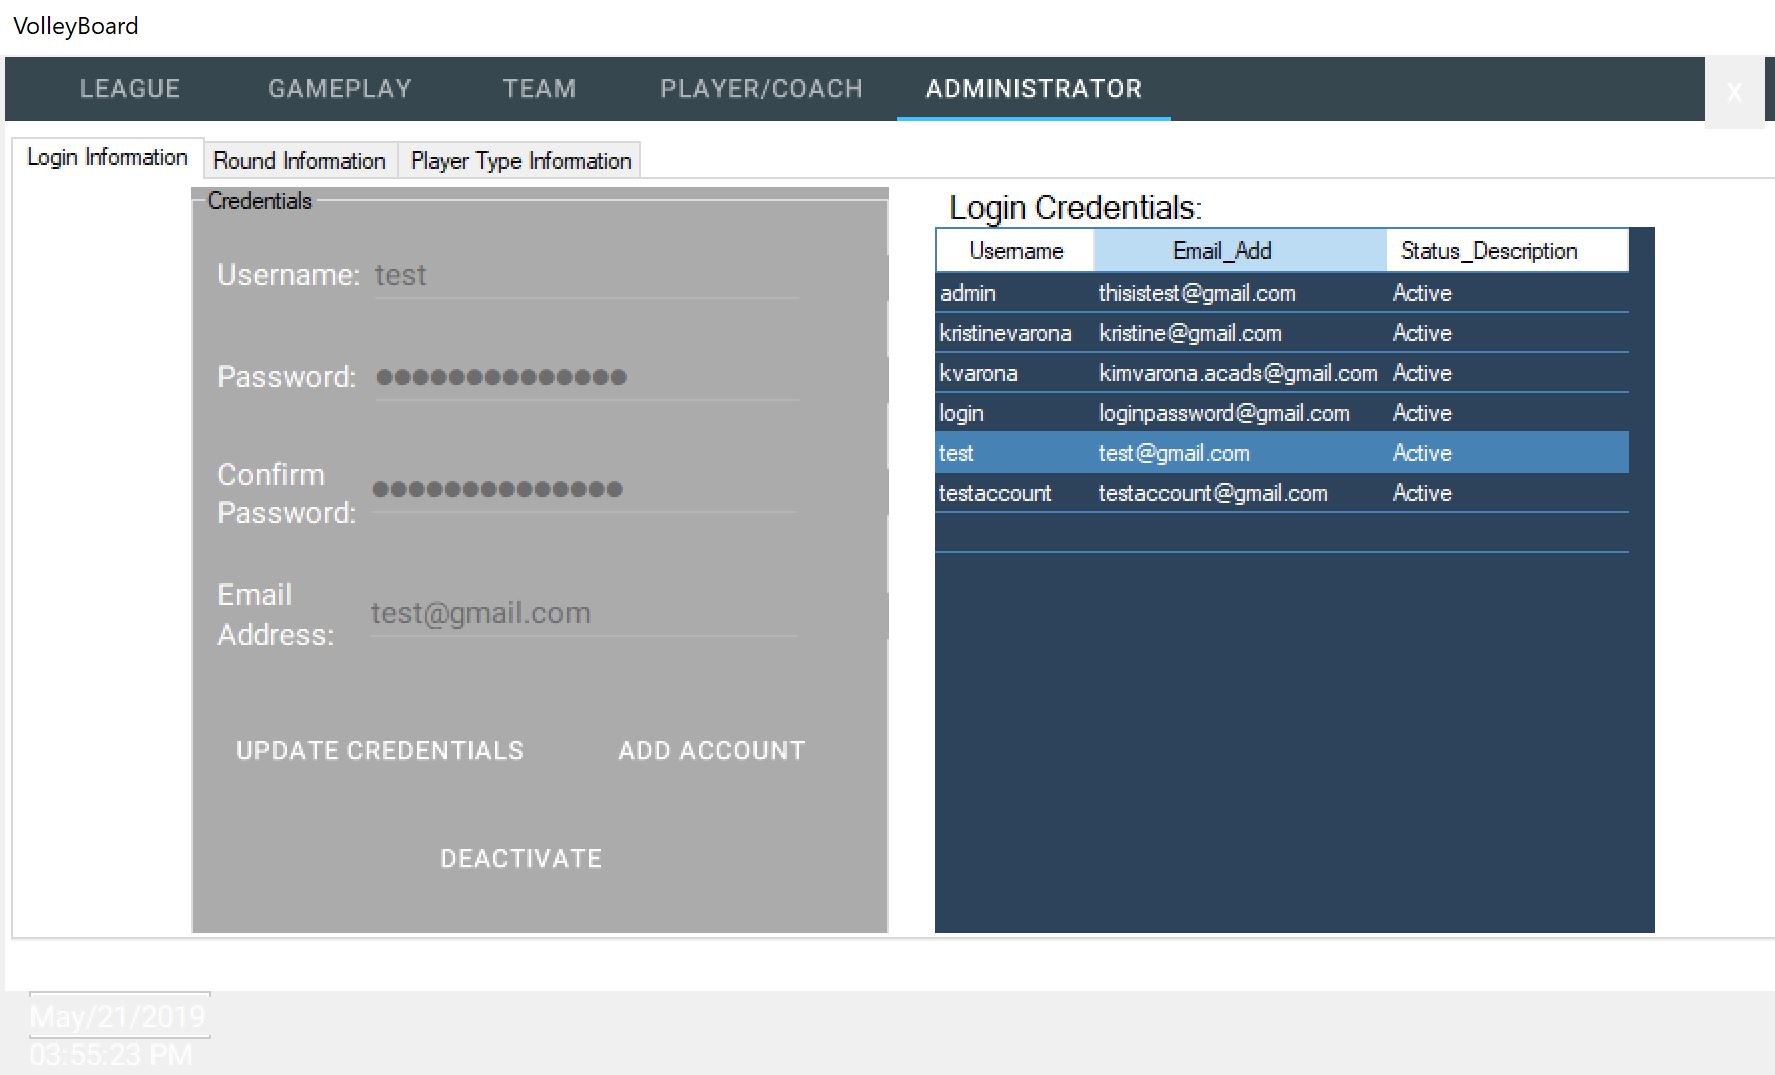 VolleyBoard
LEAGUE GAMEPLAY TEAM PLAYER/COACH ADMINISTRATOR X
Login Information Round Information Player Type Information
Credentials
Username: test
Password: ●●●●●●●●●●●●●●
Confirm
Password: ●●●●●●●●●●●●●●
Email
Address: test@gmail.com
UPDATE CREDENTIALS ADD ACCOUNT
DEACTIVATE
Login Credentials:
Username Email_Add Status_Description
admin thisistest@gmail.com Active
kristinevarona kristine@gmail.com Active
kvarona kimvarona.acads@gmail.com Active
login loginpassword@gmail.com Active
test test@gmail.com Active
testaccount testaccount@gmail.com Active
May/21/2019
03:55:23 PM